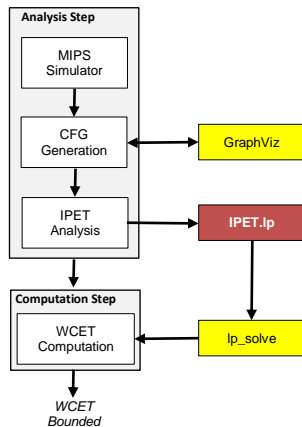 Analysis Step
MIPS
Simulator
CFG
Generation
GraphViz
IPET
Analysis
IPET.lp
Computation Step
WCET
Computation
lp_solve
WCET
Bounded